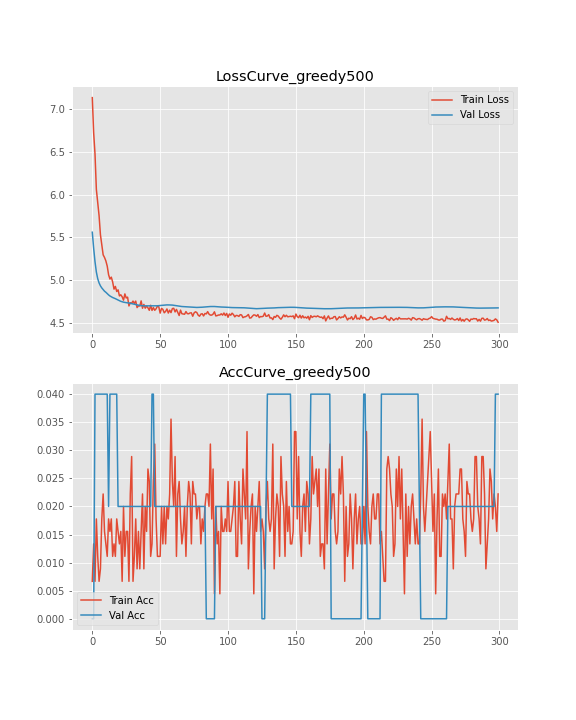 LossCurve_greedy500
7.0
6.5
6.0
5.5
5.0
4.5
Train Loss
Val Loss
0 50 100 150 200 250 300
AccCurve_greedy500
0.040
0.035
0.030
0.025
0.020
0.015
0.010
0.005
0.000
Train Acc
Val Acc
0 50 100 150 200 250 300